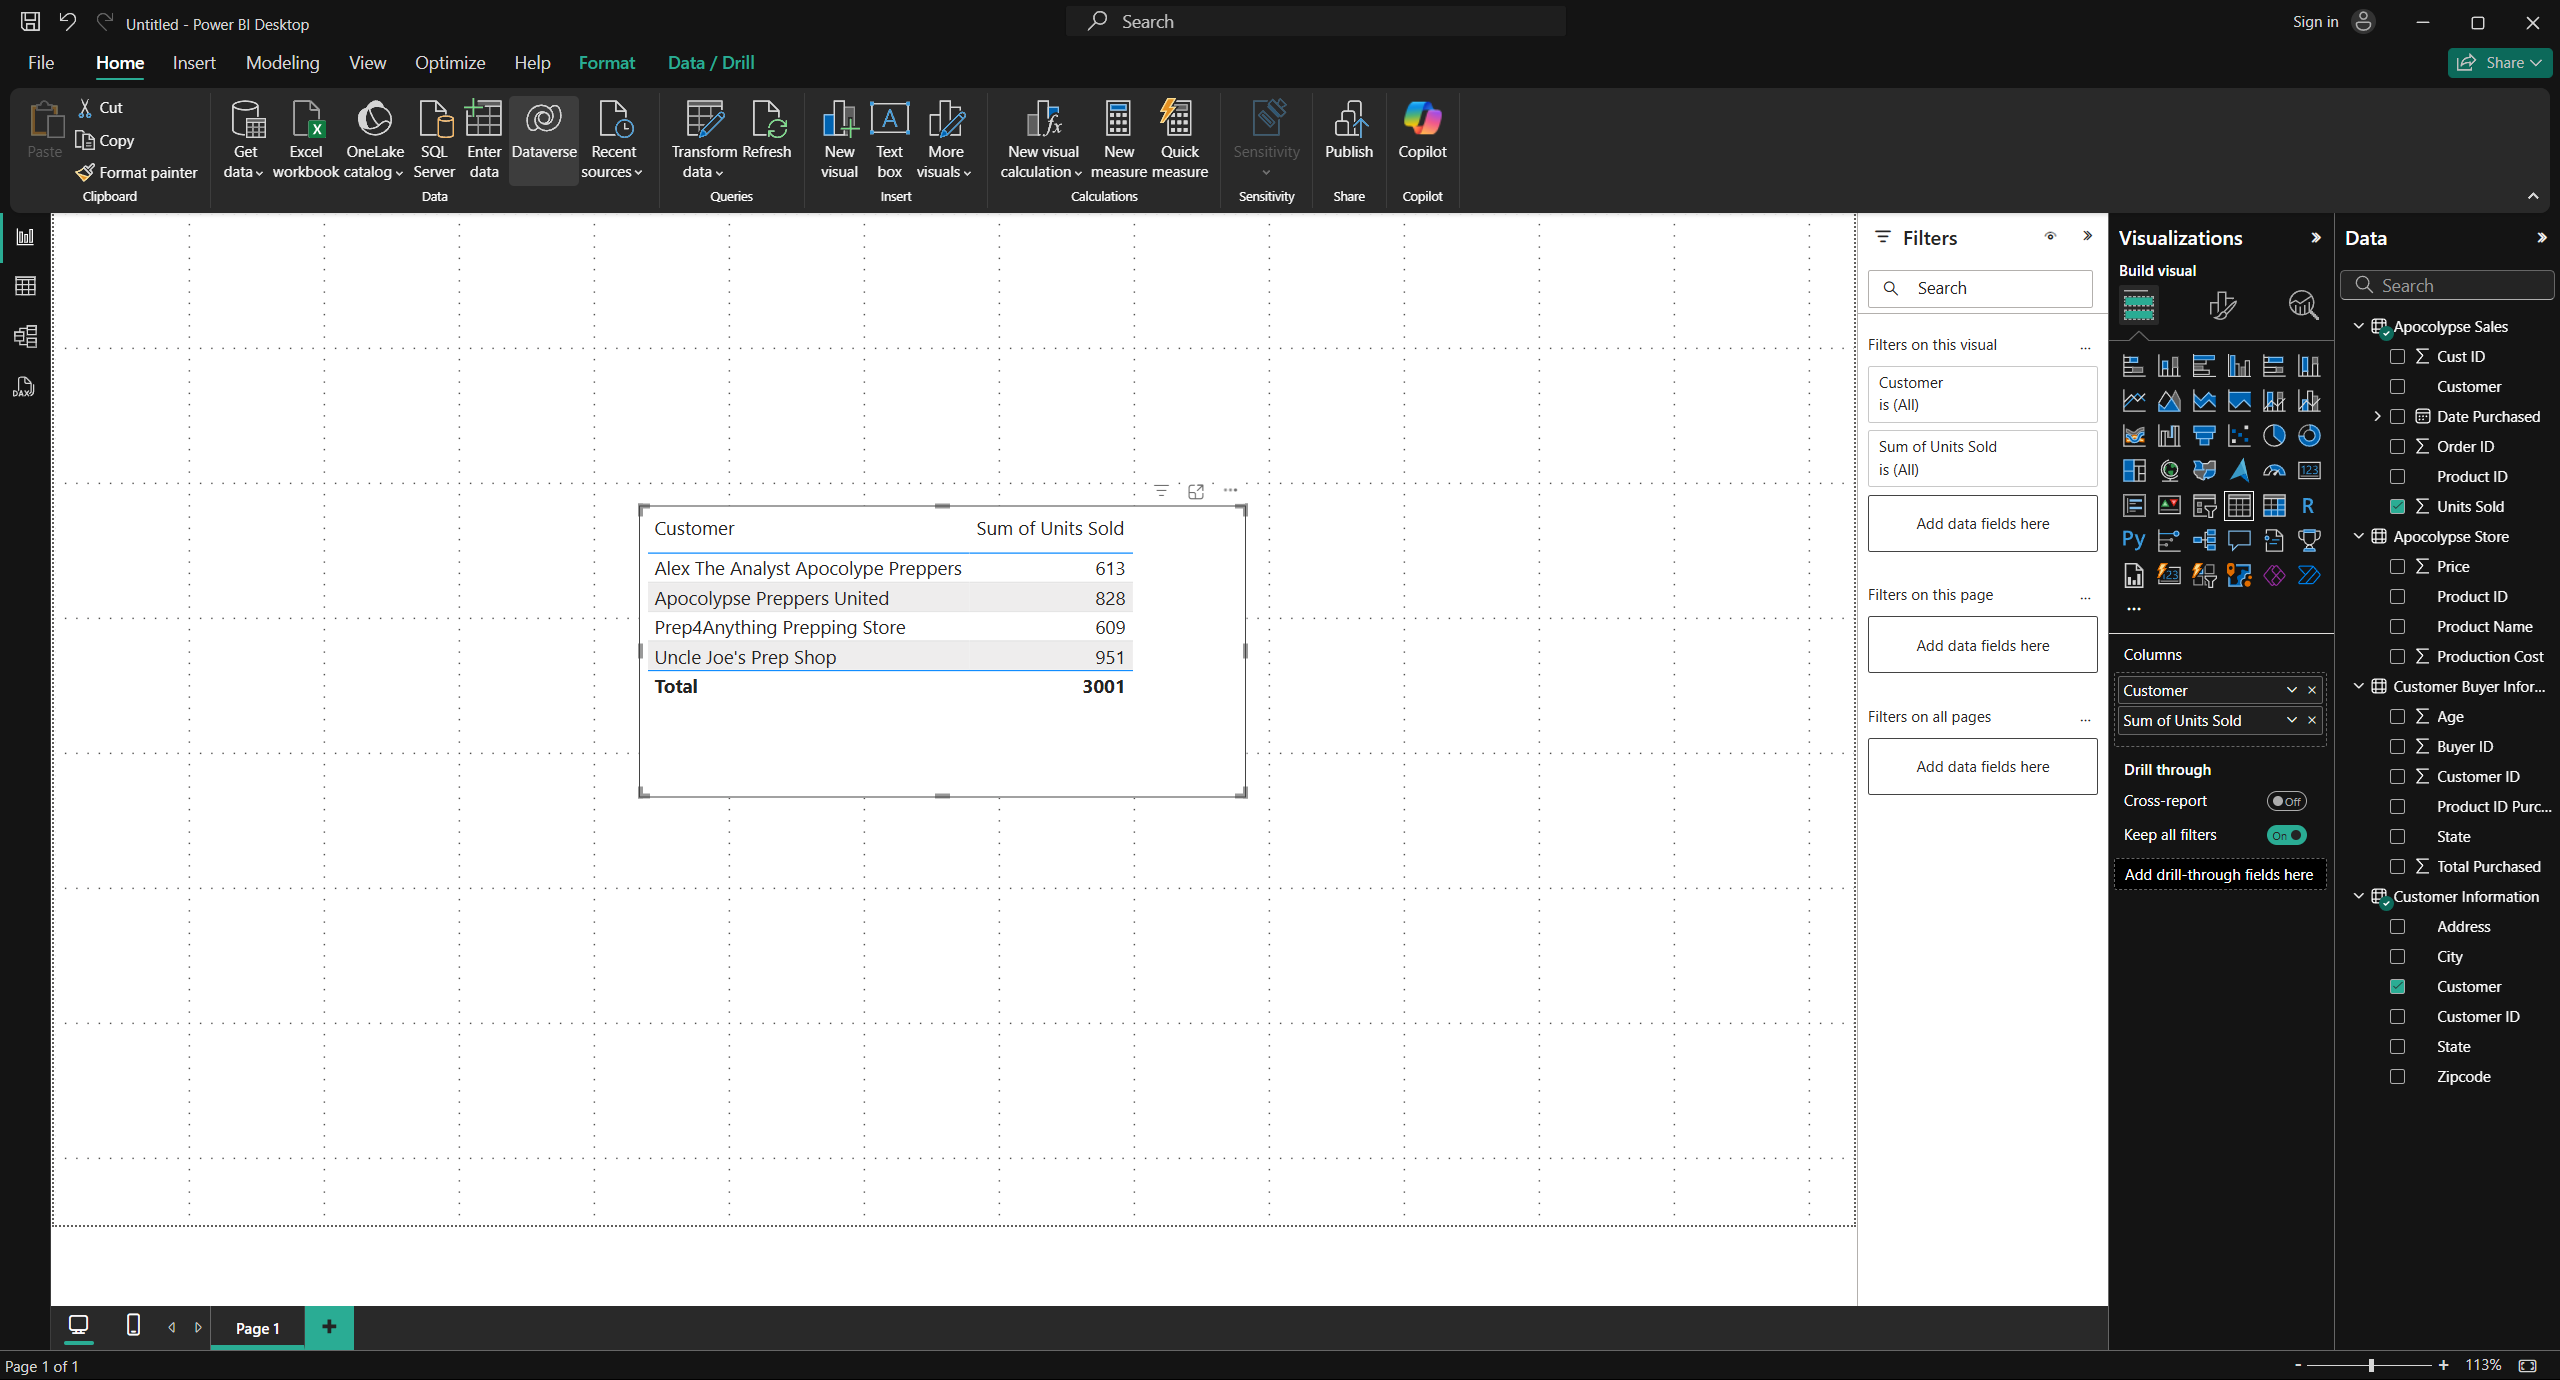 Untitled - Power BI Desktop
Search
Sign in
File Home Insert Modeling View Optimize Help Format Data / Drill
Share
Paste
Cut
Copy
Format painter
Clipboard
Get data
Excel workbook
OneLake catalog
SQL Server
Enter data
Dataverse
Recent sources
Data
Transform data
Refresh
Queries
New visual
Text box
More visuals
Insert
New visual calculation
New measure
Quick measure
Calculations
Sensitivity
Sensitivity
Publish
Share
Copilot
Copilot
Customer Sum of Units Sold
Alex The Analyst Apocolype Preppers 613
Apocolypse Preppers United 828
Prep4Anything Prepping Store 609
Uncle Joe's Prep Shop 951
Total 3001
Filters
Search
Filters on this visual
Customer
is (All)
Sum of Units Sold
is (All)
Add data fields here
Filters on this page
Add data fields here
Filters on all pages
Add data fields here
Visualizations
Build visual
123
R
Py
123
Columns
Customer
Sum of Units Sold
Drill through
Cross-report
Off
Keep all filters
On
Add drill-through fields here
Data
Search
Apocolypse Sales
Cust ID
Customer
Date Purchased
Order ID
Product ID
Units Sold
Apocolypse Store
Price
Product ID
Product Name
Production Cost
Customer Buyer Infor...
Age
Buyer ID
Customer ID
Product ID Purc...
State
Total Purchased
Customer Information
Address
City
Customer
Customer ID
State
Zipcode
DAX
Page 1
Page 1 of 1
113%